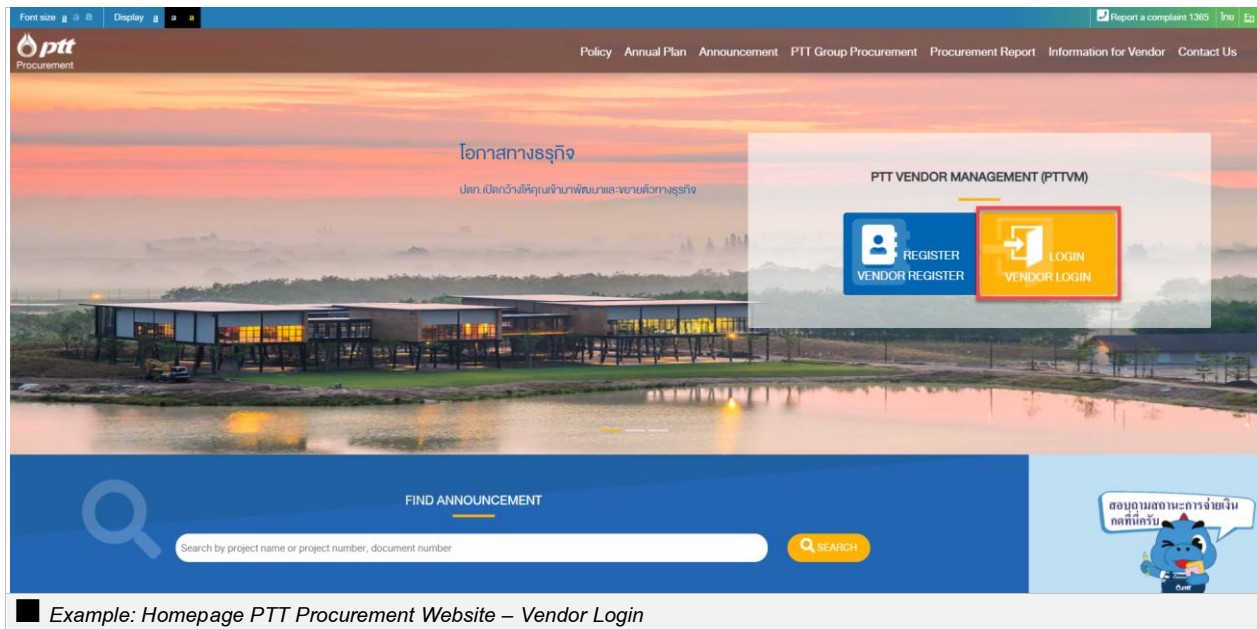 Font size a a a Display a a a
Report a complaint 1365 ไทย En
ptt
Procurement
Policy Annual Plan Announcement PTT Group Procurement Procurement Report Information for Vendor Contact Us
โอกาสทางธุรกิจ
ปตท.เปิดกว้างให้คุณเข้ามาพัฒนาและขยายตัวทางธุรกิจ
PTT VENDOR MANAGEMENT (PTTVM)
REGISTER
VENDOR REGISTER
LOGIN
VENDOR LOGIN
FIND ANNOUNCEMENT
Search by project name or project number, document number
SEARCH
สอบถามสถานะการจ่ายเงิน
กดที่นี่ครับ
ptt
Example: Homepage PTT Procurement Website – Vendor Login